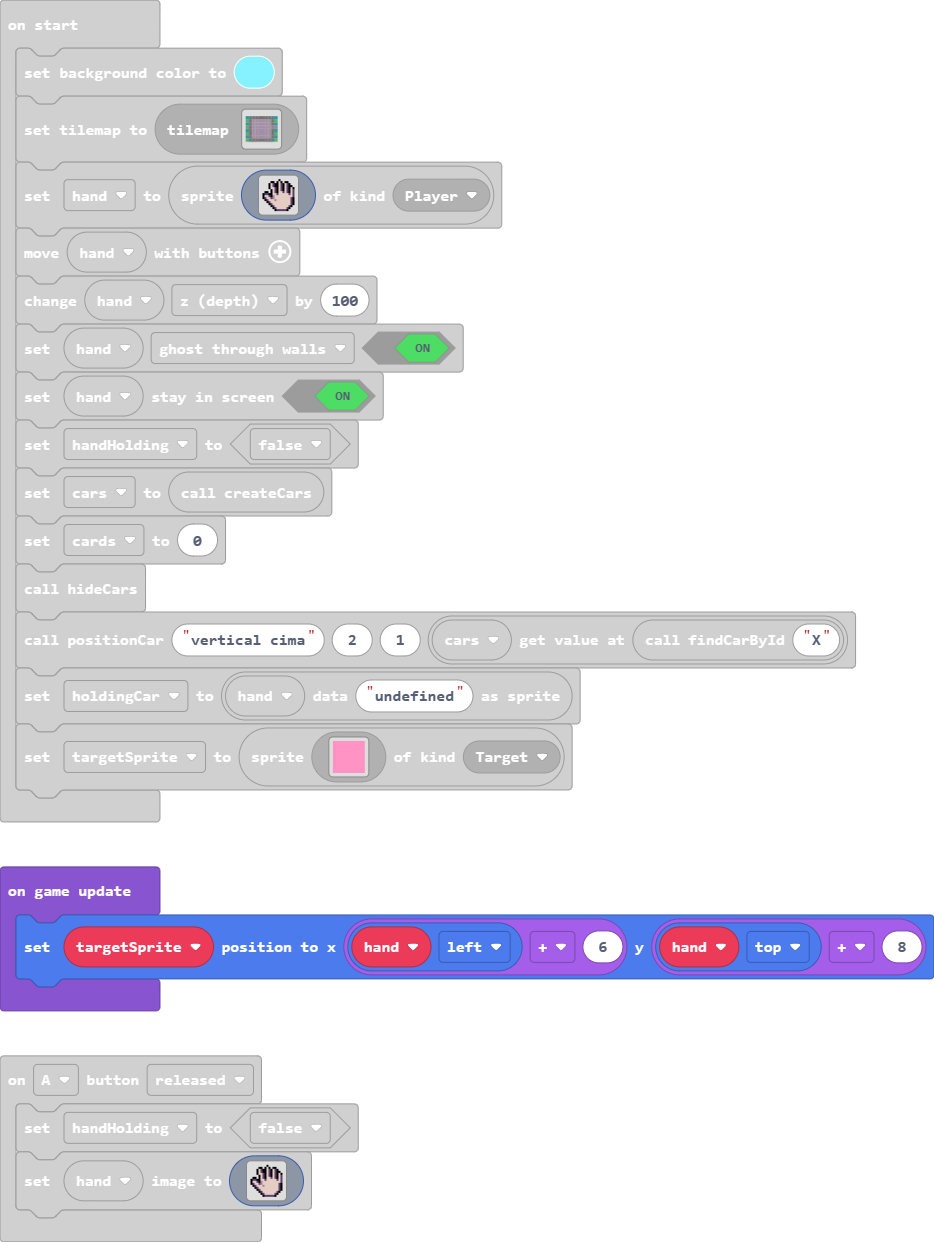 on start
set background color to
set tilemap to tilemap
set hand to sprite of kind Player
move hand with buttons
change hand z (depth) by 100
set hand ghost through walls ON
set hand stay in screen ON
set handHolding to false
set cars to call createCars
set cards to 0
call hideCars
call positionCar "vertical cima" 2 1 cars get value at call findCarById "X"
set holdingCar to hand data "undefined" as sprite
set targetSprite to sprite of kind Target
on game update
set targetSprite position to x hand left + 6 y hand top + 8
on A button released
set handHolding to false
set hand image to